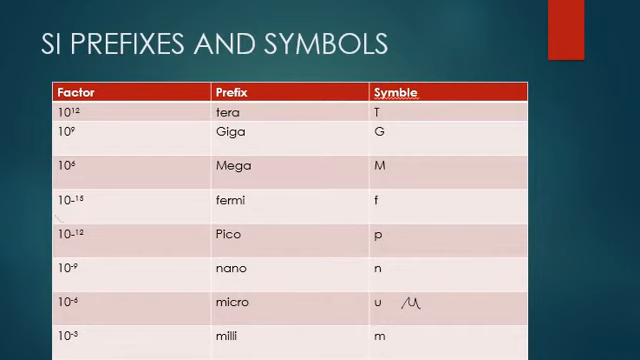 SI PREFIXES AND SYMBOLS
Factor Prefix Symble
10¹² tera T
10⁹ Giga G
10⁶ Mega M
10-¹⁵ fermi f
10-¹² Pico p
10-⁹ nano n
10-⁶ micro u μ
10-³ milli m